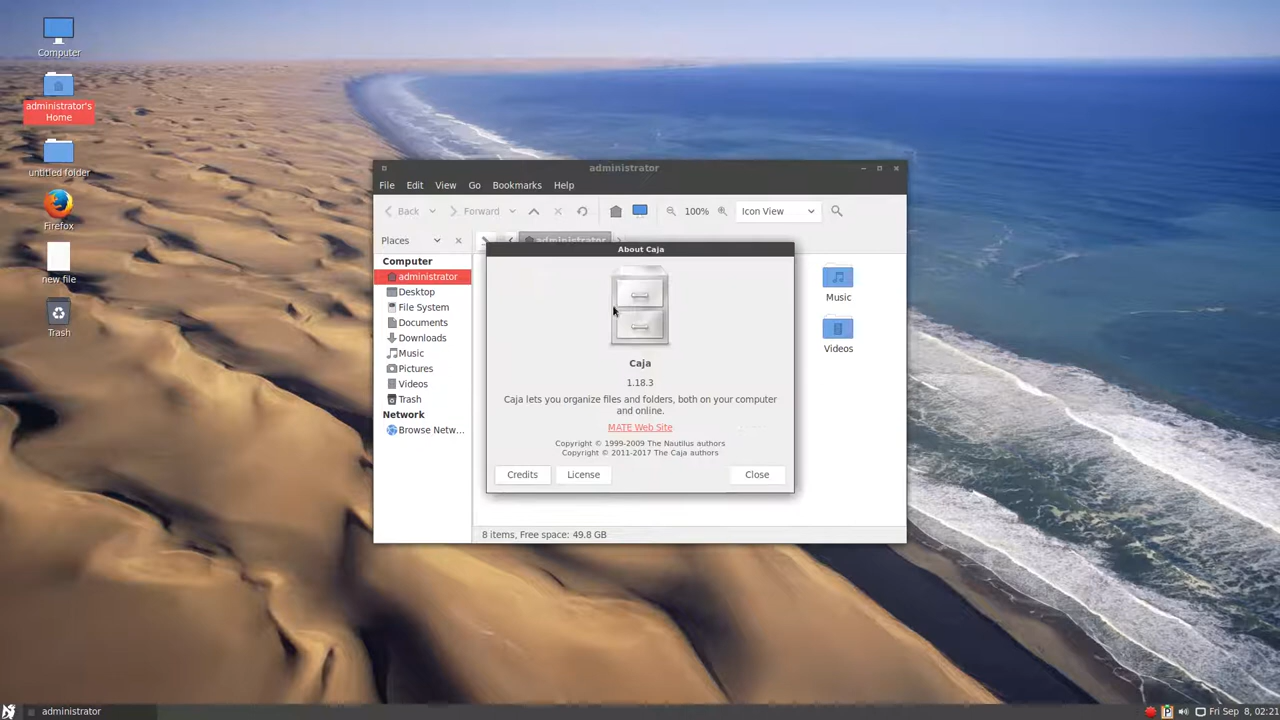 Computer
administrator's
Home
untitled folder
Firefox
new file
Trash
administrator
File Edit View Go Bookmarks Help
Back Forward 100% Icon View
Places
administrator
Computer
administrator
Desktop
File System
Documents
Downloads
Music
Pictures
Videos
Trash
Network
Browse Netw...
Music
Videos
About Caja
Caja
1.18.3
Caja lets you organize files and folders, both on your computer
and online.
MATE Web Site
Copyright © 1999-2009 The Nautilus authors
Copyright © 2011-2017 The Caja authors
Credits License Close
8 items, Free space: 49.8 GB
administrator
Fri Sep 8, 02:21